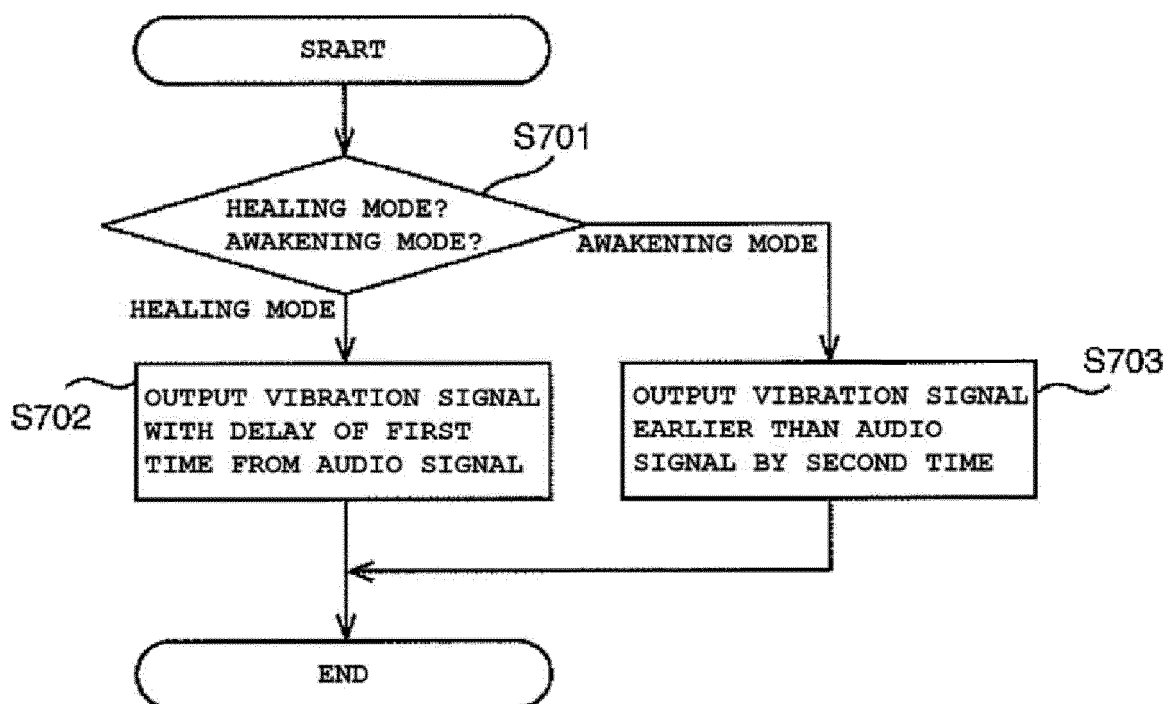 SRART
S701
HEALING MODE?
AWAKENING MODE?
AWAKENING MODE
HEALING MODE
S702
OUTPUT VIBRATION SIGNAL
WITH DELAY OF FIRST
TIME FROM AUDIO SIGNAL
S703
OUTPUT VIBRATION SIGNAL
EARLIER THAN AUDIO
SIGNAL BY SECOND TIME
END